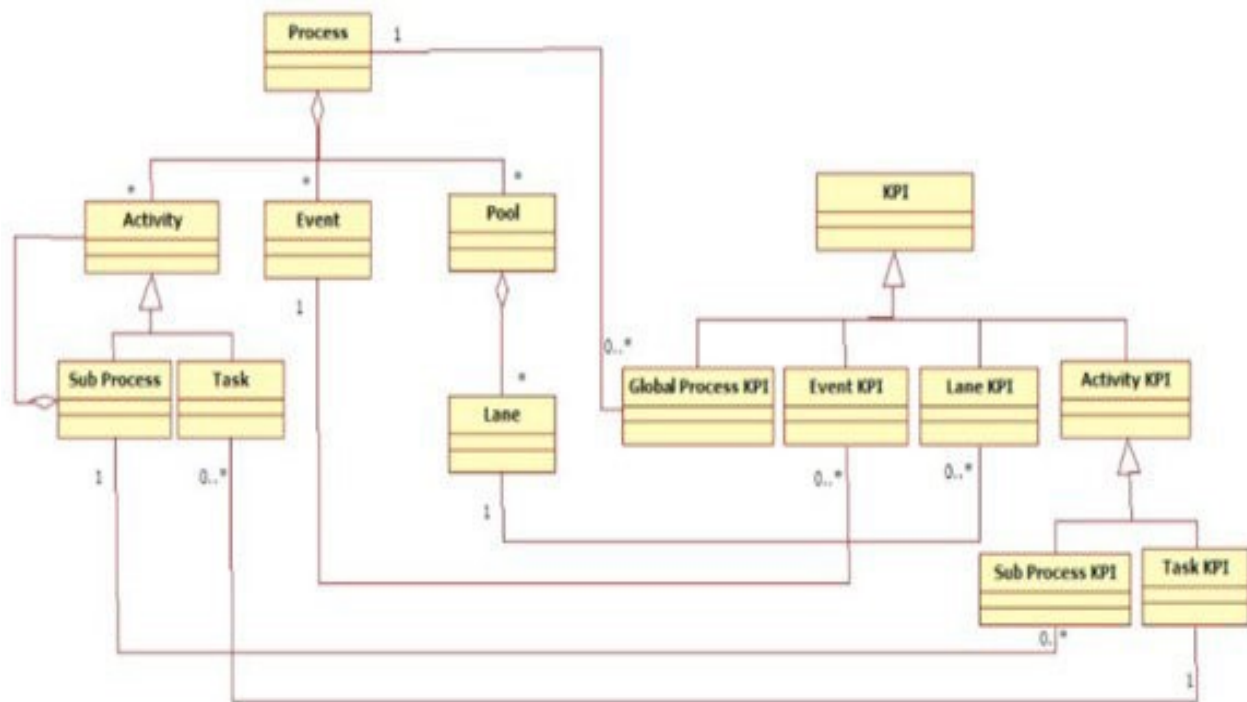 Process
1
*
*
*
Activity
Event
Pool
KPI
1
0..*
Sub Process
Task
Global Process KPI
Event KPI
Lane KPI
Activity KPI
*
Lane
1
0..*
0..*
0..*
1
Sub Process KPI
Task KPI
0..*
1